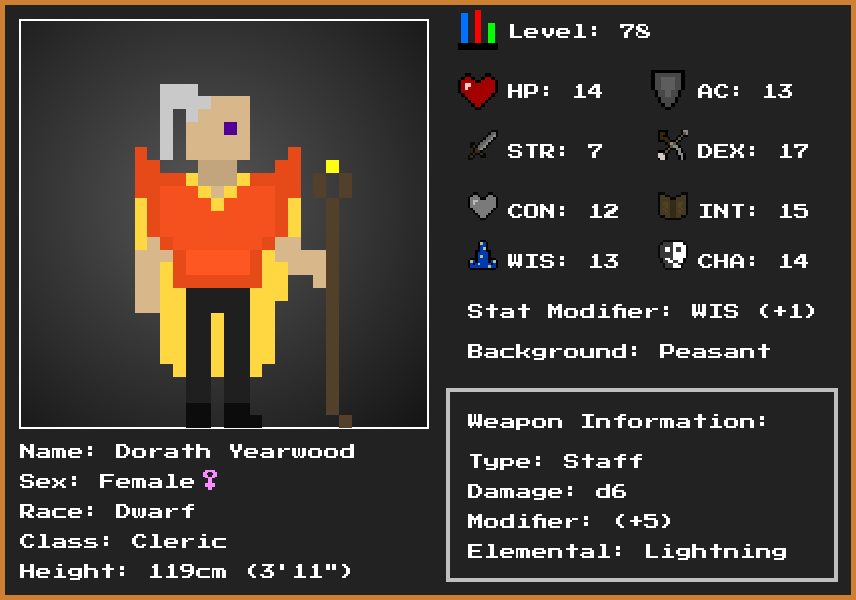 Level: 78
HP: 14 AC: 13
STR: 7 DEX: 17
CON: 12 INT: 15
WIS: 13 CHA: 14
Stat Modifier: WIS (+1)
Background: Peasant
Weapon Information:
Type: Staff
Damage: d6
Modifier: (+5)
Elemental: Lightning
Name: Dorath Yearwood
Sex: Female♀
Race: Dwarf
Class: Cleric
Height: 119cm (3'11")